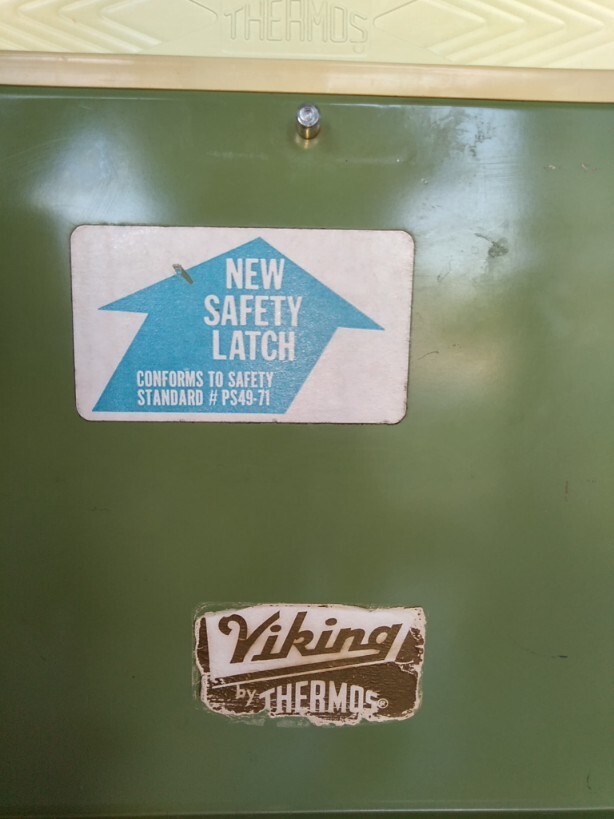 THERMOS
NEW
SAFETY
LATCH
CONFORMS TO SAFETY
STANDARD # PS49-71
Viking
by THERMOS®